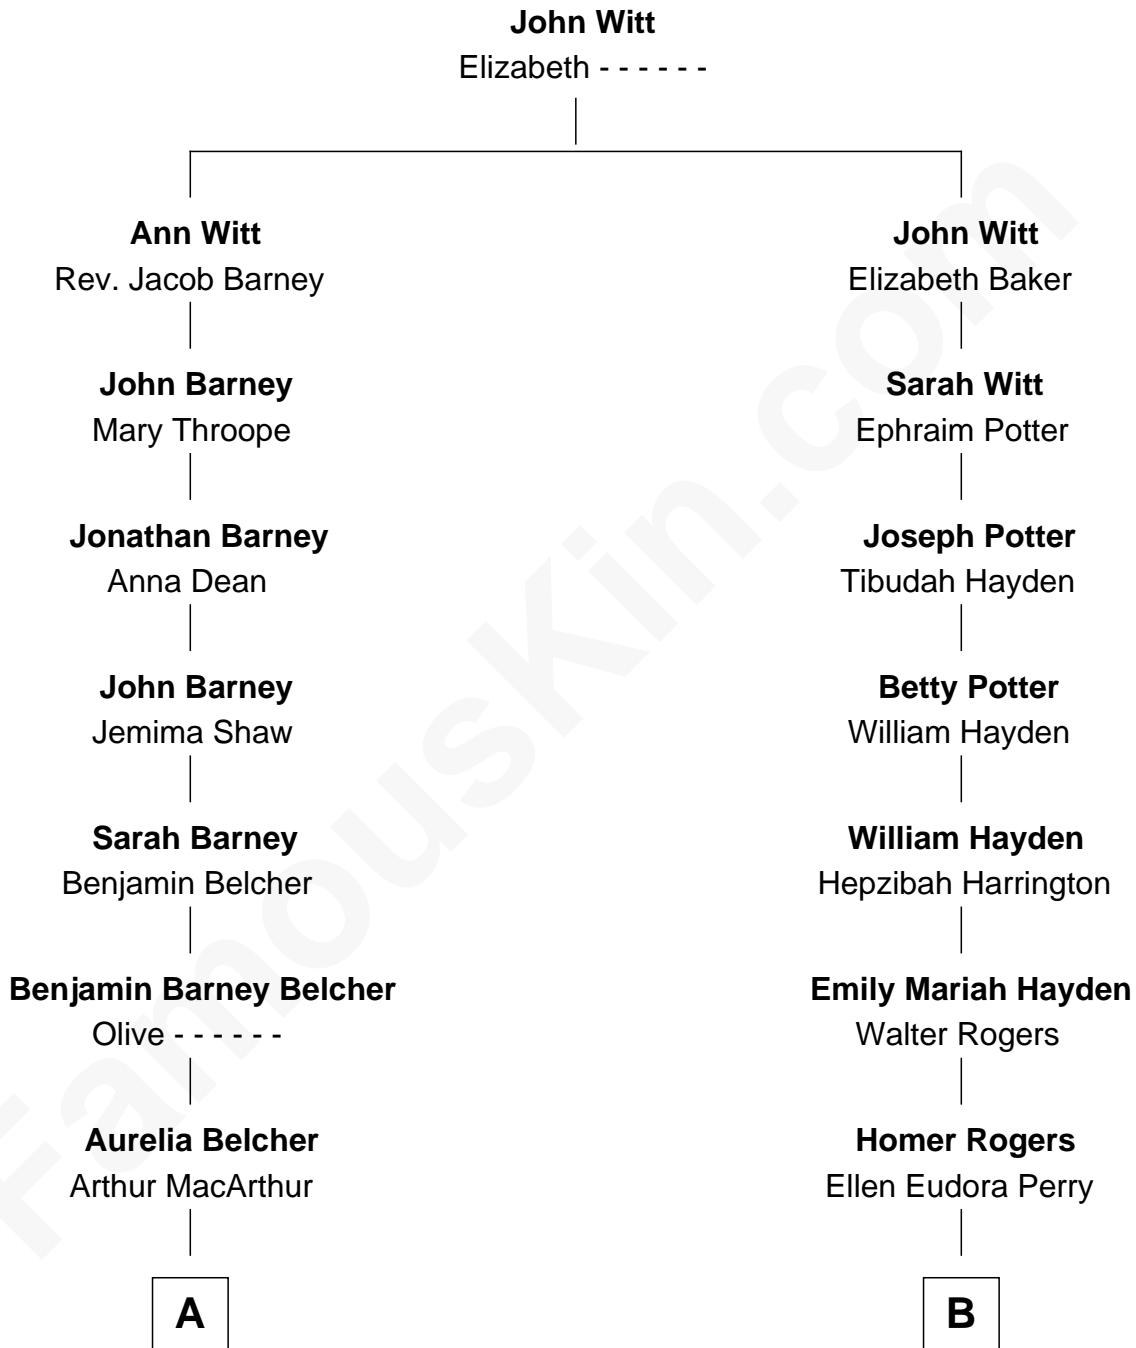 John Witt
Elizabeth - - - - - -
Ann Witt
Rev. Jacob Barney
John Barney
Mary Throope
Jonathan Barney
Anna Dean
John Barney
Jemima Shaw
Sarah Barney
Benjamin Belcher
Benjamin Barney Belcher
Olive - - - - - -
Aurelia Belcher
Arthur MacArthur
A
John Witt
Elizabeth Baker
Sarah Witt
Ephraim Potter
Joseph Potter
Tibudah Hayden
Betty Potter
William Hayden
William Hayden
Hepzibah Harrington
Emily Mariah Hayden
Walter Rogers
Homer Rogers
Ellen Eudora Perry
B
FamousKin.com